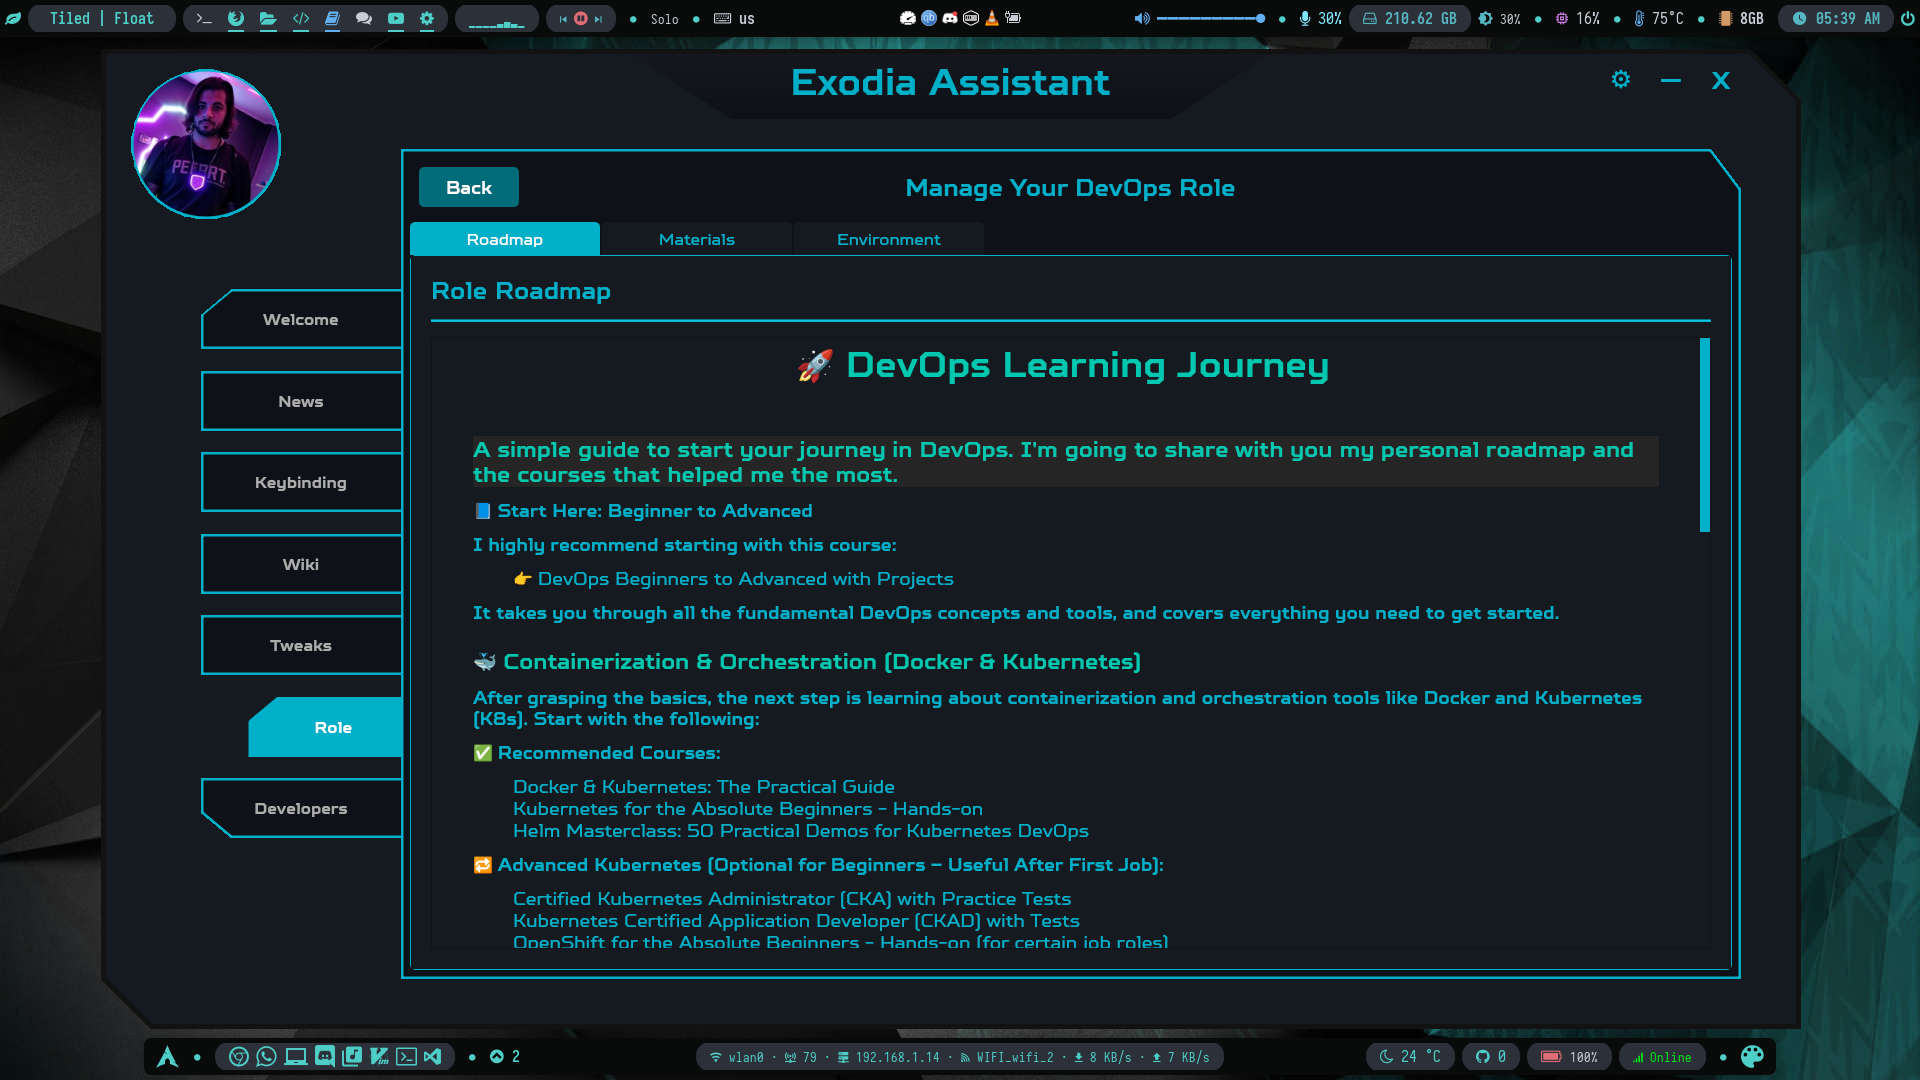 Tiled | Float
Solo
us
30%
210.62 GB
30%
16%
75°C
8GB
05:39 AM
Exodia Assistant
X
Back
Manage Your DevOps Role
Roadmap
Materials
Environment
Role Roadmap
Welcome
News
Keybinding
Wiki
Tweaks
Role
Developers
🚀 DevOps Learning Journey
A simple guide to start your journey in DevOps. I'm going to share with you my personal roadmap and
the courses that helped me the most.
📘 Start Here: Beginner to Advanced
I highly recommend starting with this course:
👉 DevOps Beginners to Advanced with Projects
It takes you through all the fundamental DevOps concepts and tools, and covers everything you need to get started.
🐳 Containerization & Orchestration (Docker & Kubernetes)
After grasping the basics, the next step is learning about containerization and orchestration tools like Docker and Kubernetes
(K8s). Start with the following:
✅ Recommended Courses:
Docker & Kubernetes: The Practical Guide
Kubernetes for the Absolute Beginners - Hands-on
Helm Masterclass: 50 Practical Demos for Kubernetes DevOps
🔁 Advanced Kubernetes (Optional for Beginners – Useful After First Job):
Certified Kubernetes Administrator (CKA) with Practice Tests
Kubernetes Certified Application Developer (CKAD) with Tests
OpenShift for the Absolute Beginners - Hands-on (for certain job roles)
2
wlan0 · 79 · 192.168.1.14 · WIFI_wifi_2 · 8 KB/s · 7 KB/s
24 °C
0
100%
Online